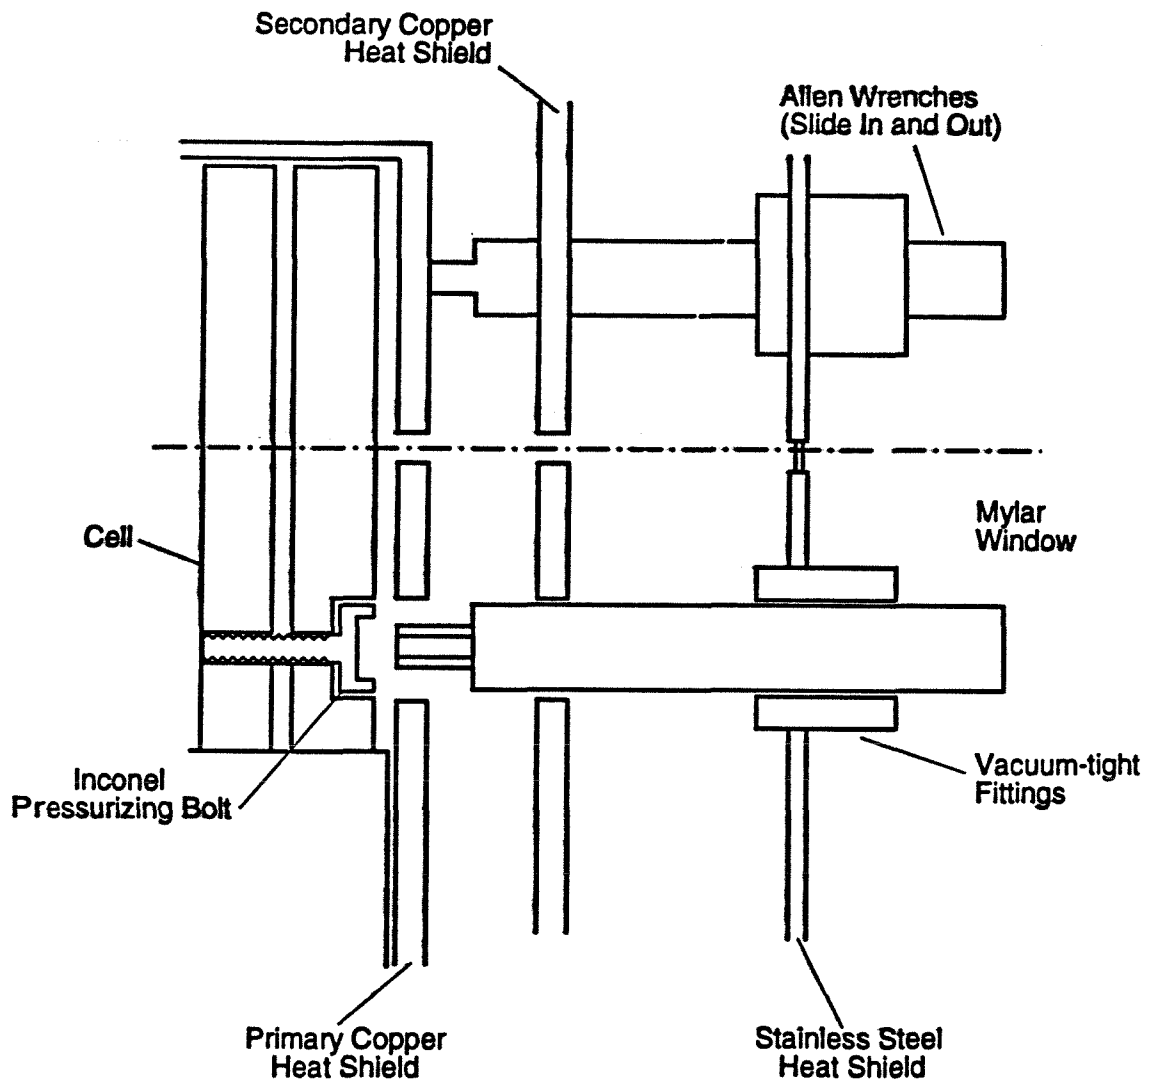 Secondary Copper
Heat Shield
Allen Wrenches
(Slide In and Out)
Cell
Mylar
Window
Inconel
Pressurizing Bolt
Vacuum-tight
Fittings
Primary Copper
Heat Shield
Stainless Steel
Heat Shield